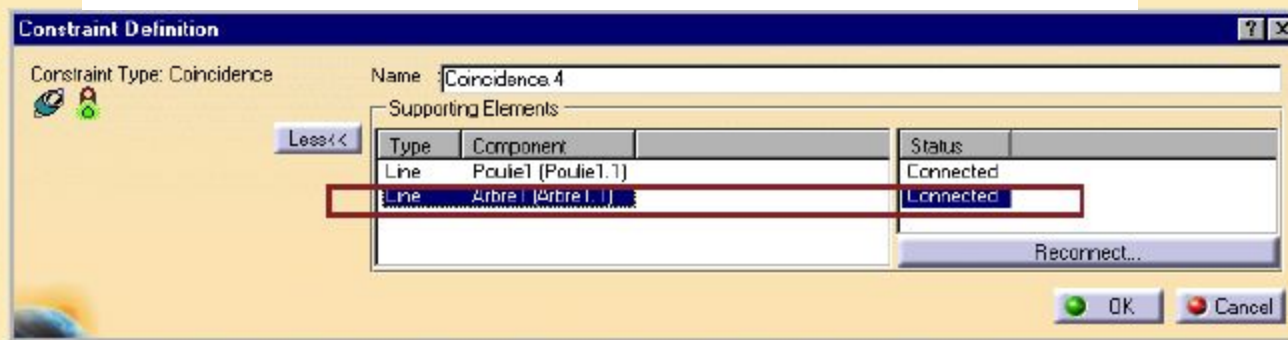 Constraint Definition
Constraint Type: Coincidence
Name : Coincidence.4
Supporting Elements
Less<<
Type Component Status
Line Poulie1 (Poulie1.1) Connected
Line Arbre1 (Arbre1.1) Connected
Reconnect...
OK Cancel